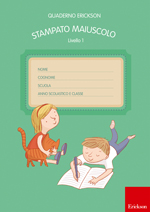 QUADERNO ERICKSON
STAMPATO MAIUSCOLO
Livello 1
NOME
COGNOME
SCUOLA
ANNO SCOLASTICO E CLASSE
Erickson